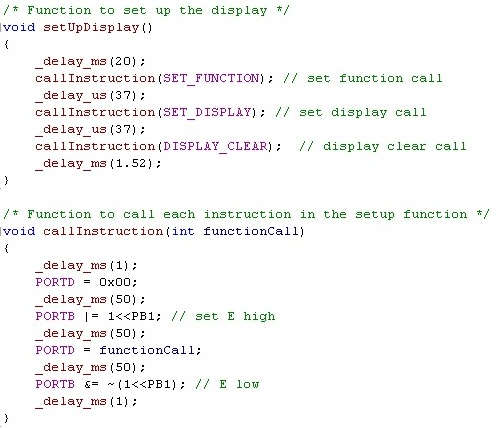 /* Function to set up the display */
void setUpDisplay()
{
    _delay_ms(20);
    callInstruction(SET_FUNCTION); // set function call
    _delay_us(37);
    callInstruction(SET_DISPLAY); // set display call
    _delay_us(37);
    callInstruction(DISPLAY_CLEAR);  // display clear call
    _delay_ms(1.52);
}

/* Function to call each instruction in the setup function */
void callInstruction(int functionCall)
{
    _delay_ms(1);
    PORTD = 0x00;
    _delay_ms(50);
    PORTB |= 1<<PB1; // set E high
    _delay_ms(50);
    PORTD = functionCall;
    _delay_ms(50);
    PORTB &= ~(1<<PB1); // E low
    _delay_ms(1);
}